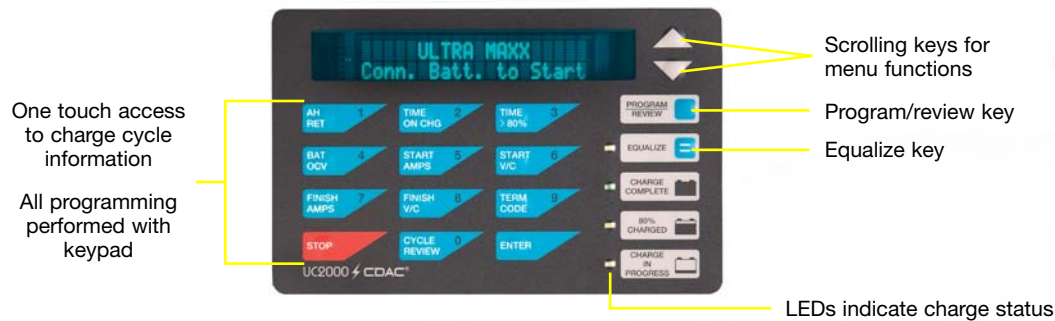 ULTRA MAXX
Conn. Batt. to Start
Scrolling keys for
menu functions
One touch access
to charge cycle
information
All programming
performed with
keypad
AH
RET
1
TIME
ON CHG
2
TIME
>80%
3
PROGRAM
REVIEW
Program/review key
BAT
OCV
4
START
AMPS
5
START
V/C
6
EQUALIZE
Equalize key
FINISH
AMPS
7
FINISH
V/C
8
TERM
CODE
9
CHARGE
COMPLETE
STOP
CYCLE
REVIEW
0
ENTER
80%
CHARGED
CHARGE
IN
PROGRESS
UC2000 CDAC®
LEDs indicate charge status